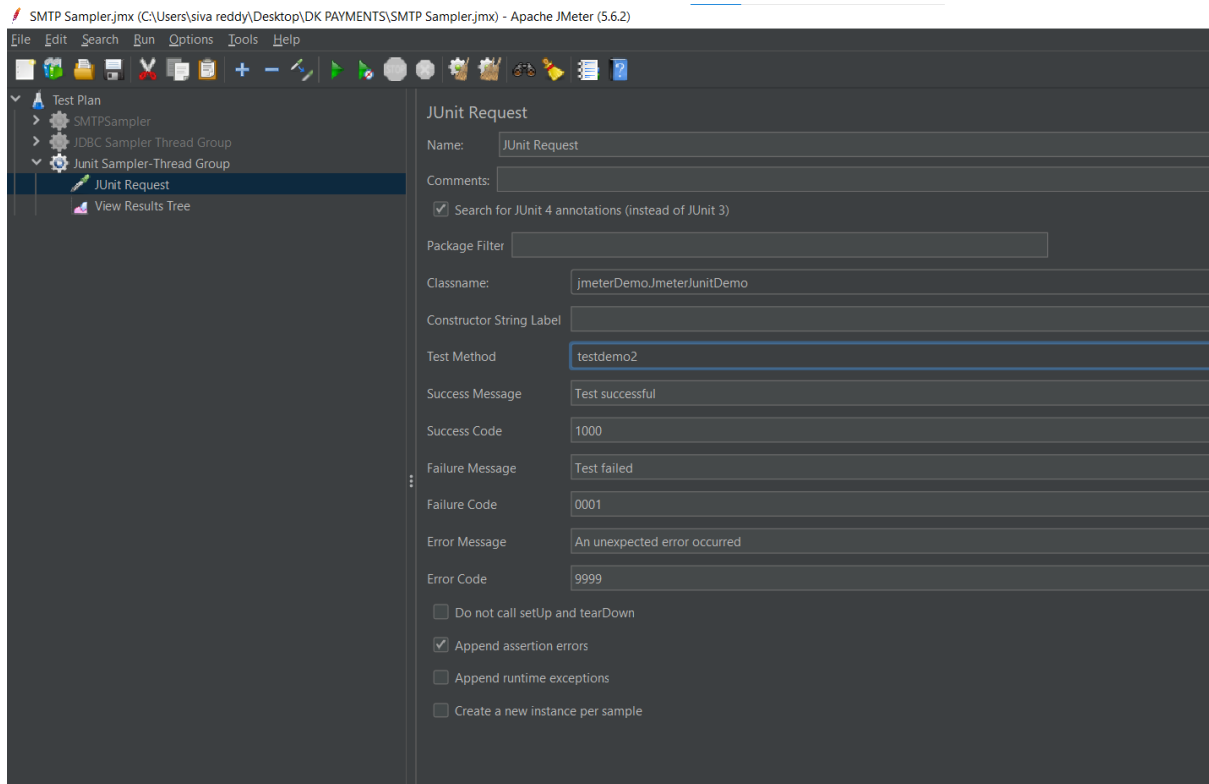 SMTP Sampler.jmx (C:\Users\siva reddy\Desktop\DK PAYMENTS\SMTP Sampler.jmx) - Apache JMeter (5.6.2)
File Edit Search Run Options Tools Help
Test Plan
SMTPSampler
JDBC Sampler Thread Group
Junit Sampler-Thread Group
JUnit Request
View Results Tree
JUnit Request
Name: JUnit Request
Comments:
Search for JUnit 4 annotations (instead of JUnit 3)
Package Filter
Classname: jmeterDemo.JmeterJunitDemo
Constructor String Label
Test Method testdemo2
Success Message Test successful
Success Code 1000
Failure Message Test failed
Failure Code 0001
Error Message An unexpected error occurred
Error Code 9999
Do not call setUp and tearDown
Append assertion errors
Append runtime exceptions
Create a new instance per sample